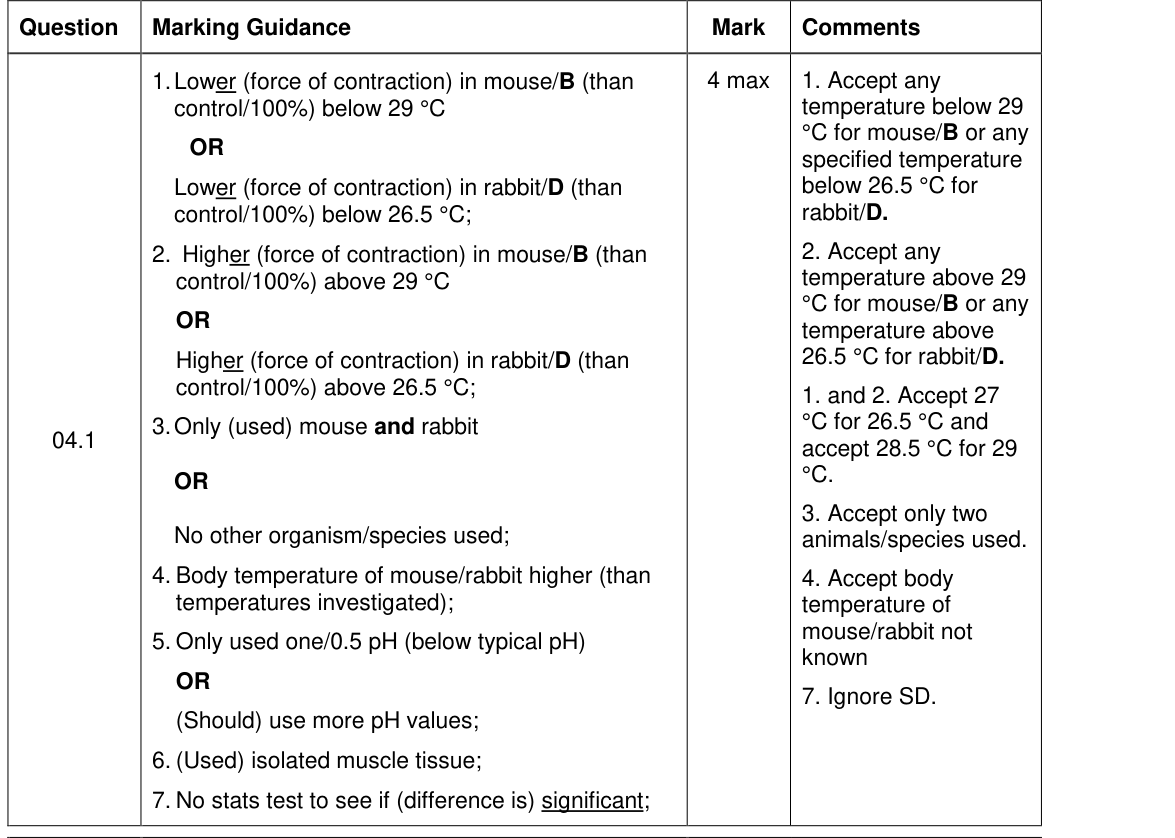 Question Marking Guidance Mark Comments
04.1
1. Lower (force of contraction) in mouse/B (than
control/100%) below 29 °C
OR
Lower (force of contraction) in rabbit/D (than
control/100%) below 26.5 °C;
2. Higher (force of contraction) in mouse/B (than
control/100%) above 29 °C
OR
Higher (force of contraction) in rabbit/D (than
control/100%) above 26.5 °C;
3. Only (used) mouse and rabbit
OR
No other organism/species used;
4. Body temperature of mouse/rabbit higher (than
temperatures investigated);
5. Only used one/0.5 pH (below typical pH)
OR
(Should) use more pH values;
6. (Used) isolated muscle tissue;
7. No stats test to see if (difference is) significant;
4 max
1. Accept any
temperature below 29
°C for mouse/B or any
specified temperature
below 26.5 °C for
rabbit/D.
2. Accept any
temperature above 29
°C for mouse/B or any
temperature above
26.5 °C for rabbit/D.
1. and 2. Accept 27
°C for 26.5 °C and
accept 28.5 °C for 29
°C.
3. Accept only two
animals/species used.
4. Accept body
temperature of
mouse/rabbit not
known
7. Ignore SD.